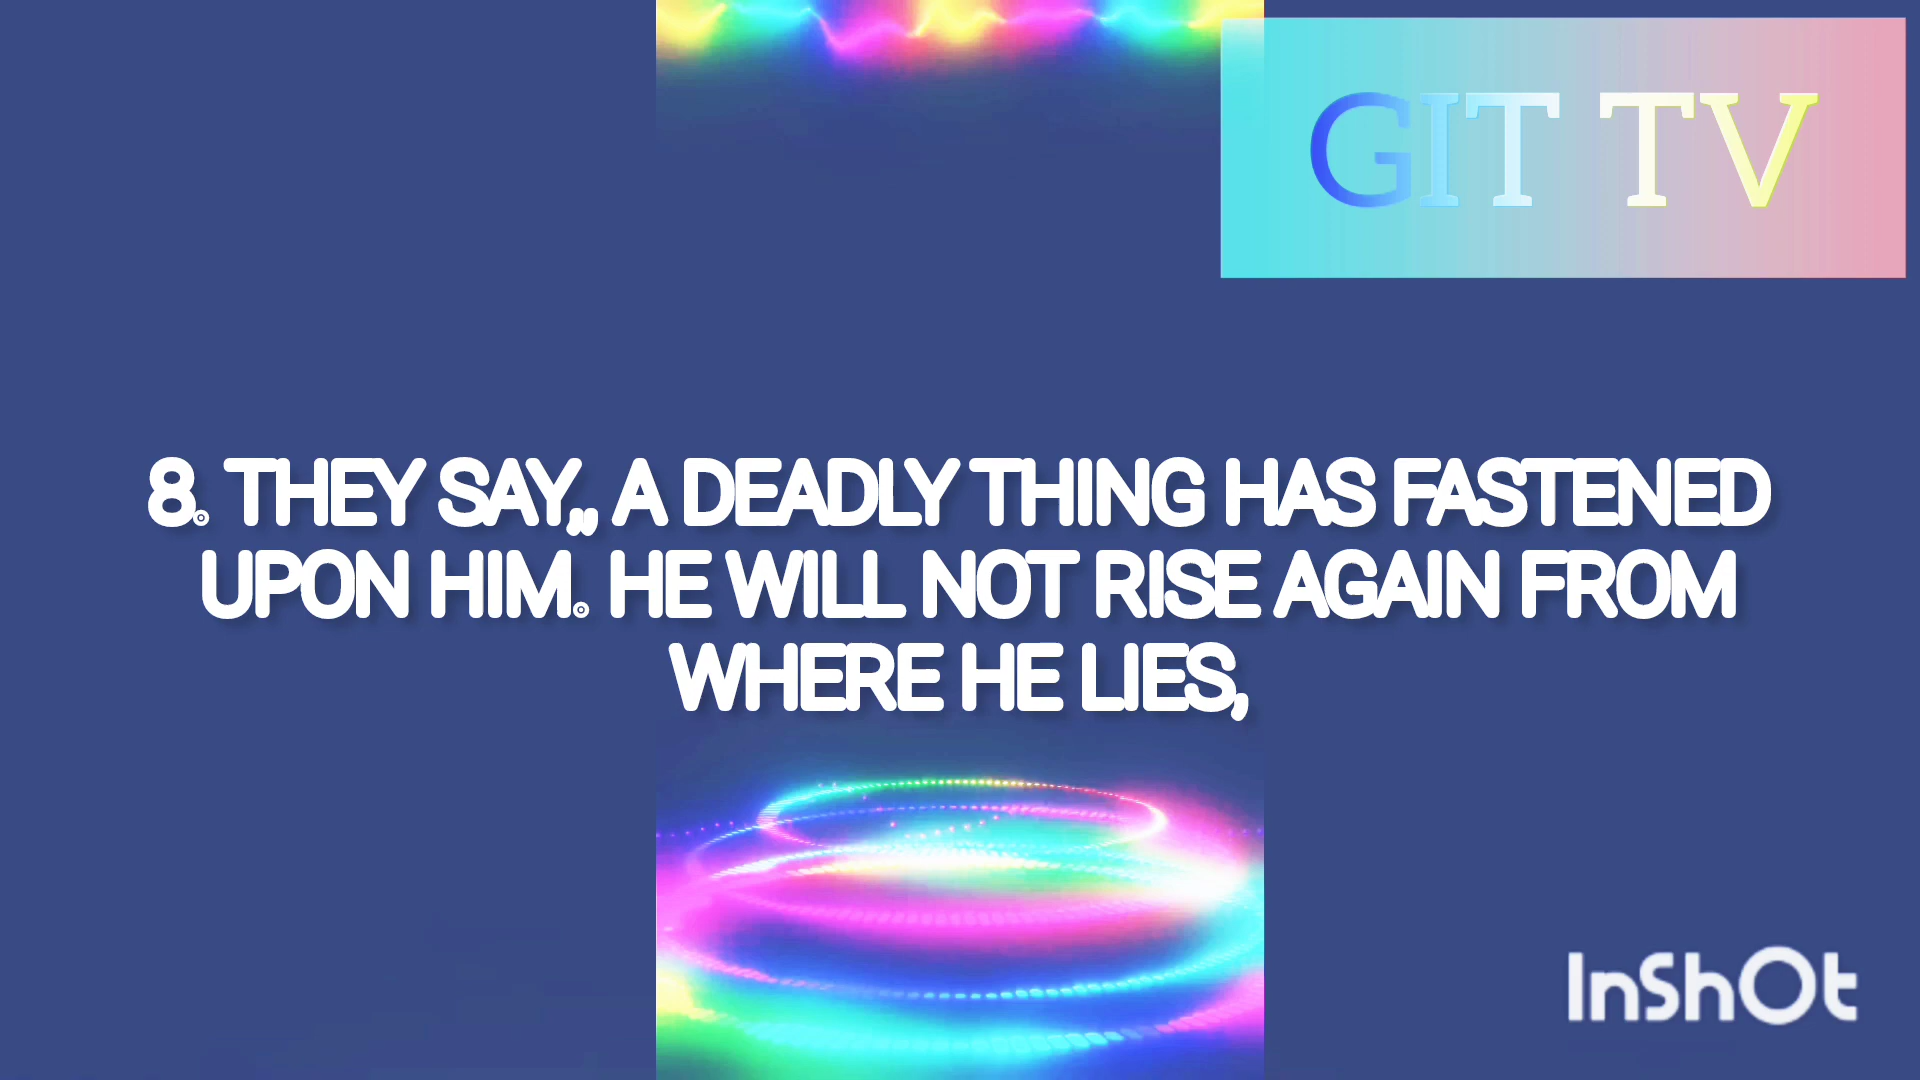 GIT TV
8. THEY SAY,, A DEADLY THING HAS FASTENED
UPON HIM. HE WILL NOT RISE AGAIN FROM
WHERE HE LIES,
InShOt